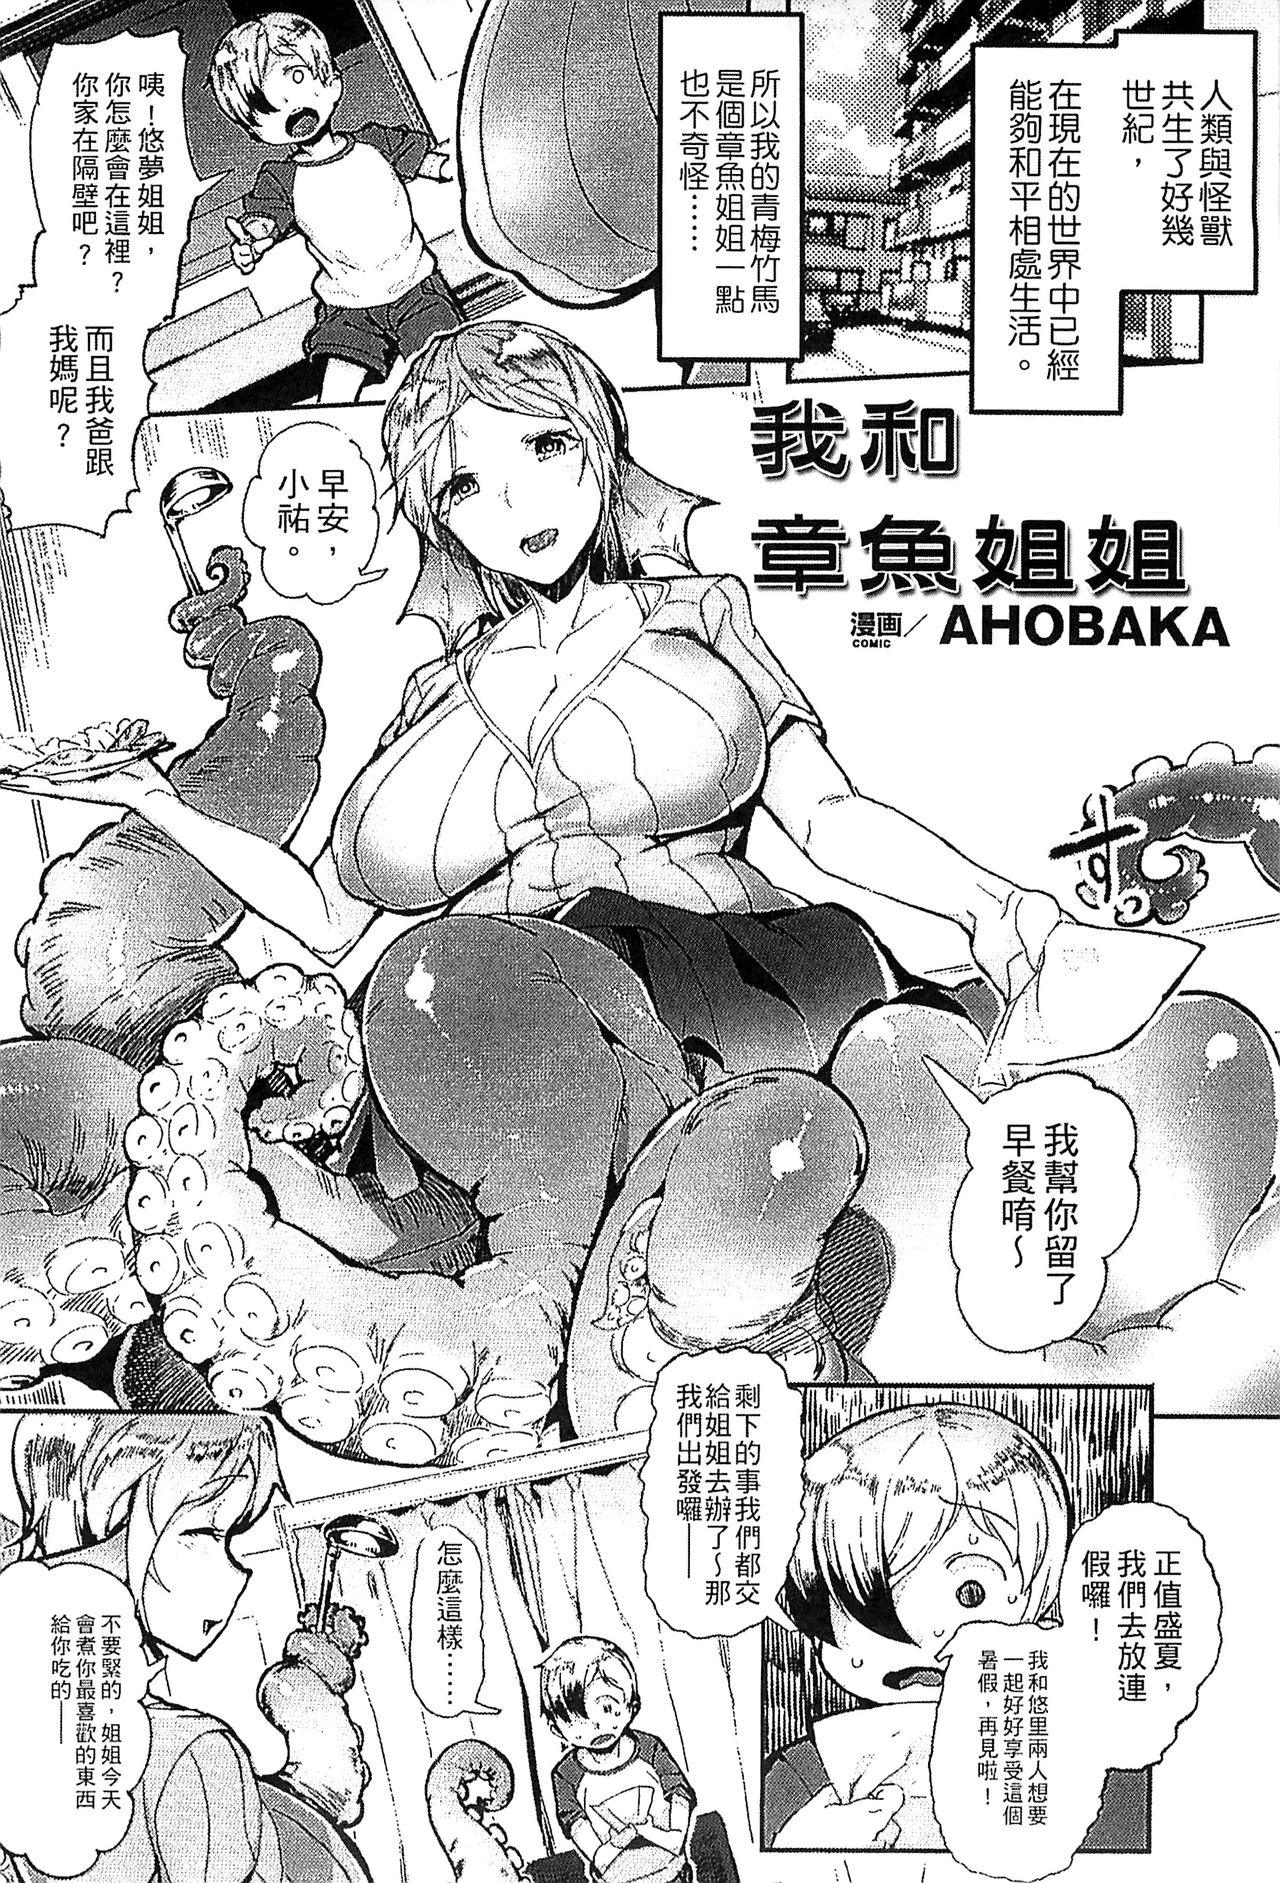 人類與怪獸
共生了好幾
世紀，
在現在的世界中已經
能夠和平相處生活。
所以我的青梅竹馬
是個章魚姐姐一點
也不奇怪……
我和
章魚姐姐
漫画／AHOBAKA
COMIC
咦！悠夢姐姐，
你怎麼會在這裡？
你家在隔壁吧？
而且我爸跟
我媽呢？
早安，
小祐。
す
っ
我幫你留了
早餐唷～
正值盛夏，
我們去放連
假囉！
我和悠里兩人想要
一起好好享受這個
暑假，再見啦！
剩下的事我們都交
給姐姐去辦了～那
我們出發囉——
怎麼這樣……
不要緊的，姐姐今天
會煮你最喜歡的東西
給你吃的——